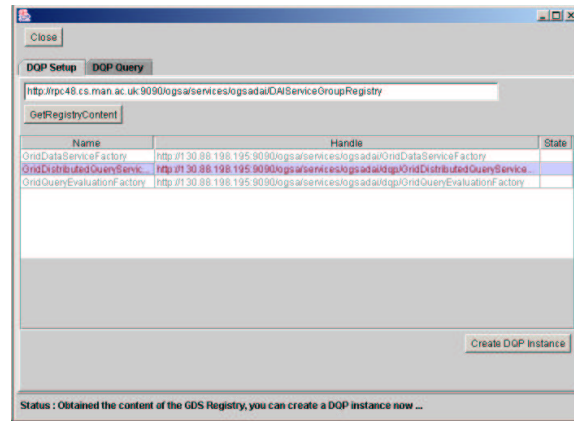 Close
DQP Setup DQP Query
http://rpc48.cs.man.ac.uk:9090/ogsa/services/ogsadai/DAIServiceGroupRegistry
GetRegistryContent
Name Handle State
GridDataServiceFactory http://130.88.198.195:9090/ogsa/services/ogsadai/GridDataServiceFactory
GridDistributedQueryServic... http://130.88.198.195:9090/ogsa/services/ogsadai/dqp/GridDistributedQueryService...
GridQueryEvaluationFactory http://130.88.198.195:9090/ogsa/services/ogsadai/dqp/GridQueryEvaluationFactory
Create DQP Instance
Status : Obtained the content of the GDS Registry, you can create a DQP instance now ...